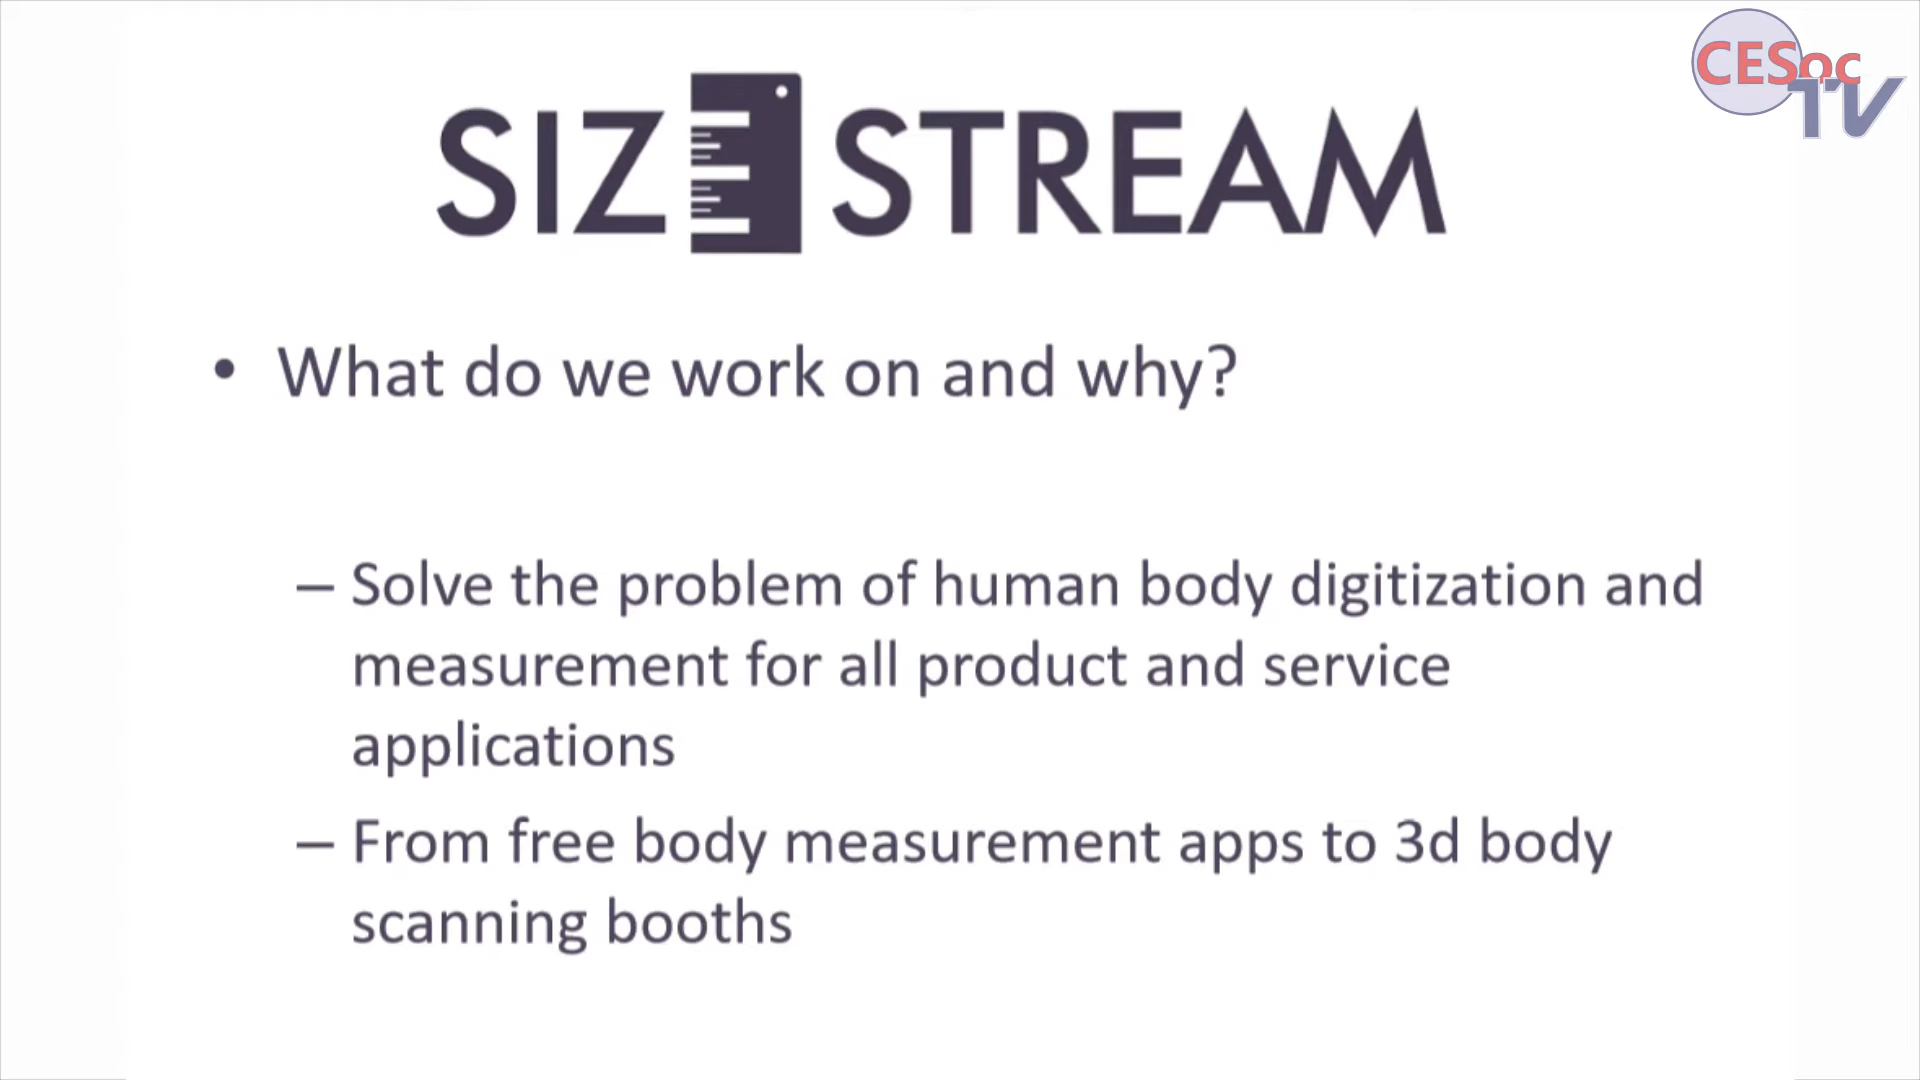 CESoc
TV
SIZE STREAM
• What do we work on and why?
– Solve the problem of human body digitization and
measurement for all product and service
applications
– From free body measurement apps to 3d body
scanning booths